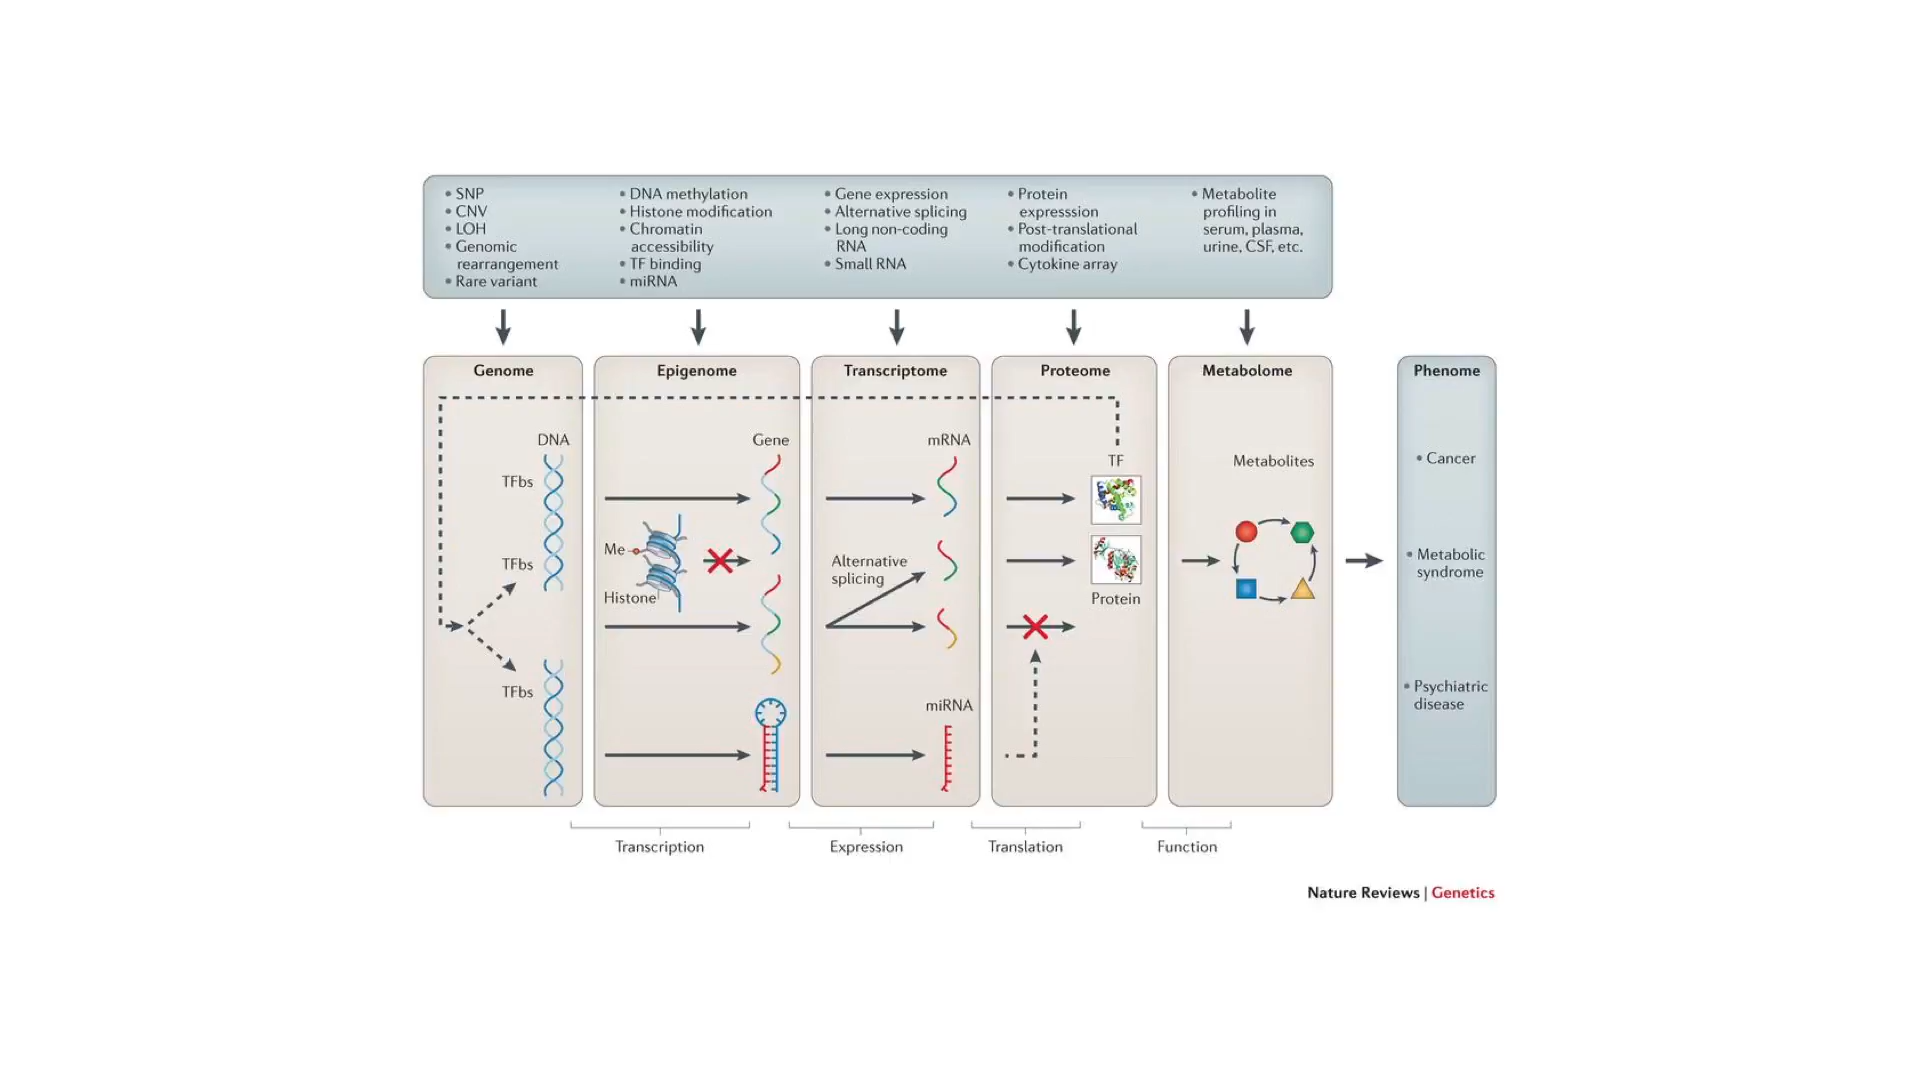 • SNP
• CNV
• LOH
• Genomic
rearrangement
• Rare variant
• DNA methylation
• Histone modification
• Chromatin
accessibility
• TF binding
• miRNA
• Gene expression
• Alternative splicing
• Long non-coding
RNA
• Small RNA
• Protein
expresssion
• Post-translational
modification
• Cytokine array
• Metabolite
profiling in
serum, plasma,
urine, CSF, etc.
Genome
Epigenome
Transcriptome
Proteome
Metabolome
Phenome
DNA
TFbs
TFbs
TFbs
Gene
Me
Histone
mRNA
Alternative
splicing
miRNA
TF
Protein
Metabolites
• Cancer
• Metabolic
syndrome
• Psychiatric
disease
Transcription
Expression
Translation
Function
Nature Reviews | Genetics